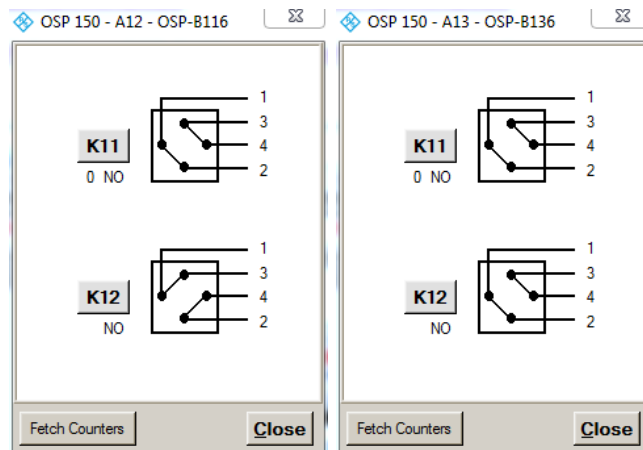 OSP 150 - A12 - OSP-B116
1
3
K11
4
0 NO
2
1
3
K12
4
NO
2
Fetch Counters
Close
OSP 150 - A13 - OSP-B136
1
3
K11
4
0 NO
2
1
3
K12
4
NO
2
Fetch Counters
Close